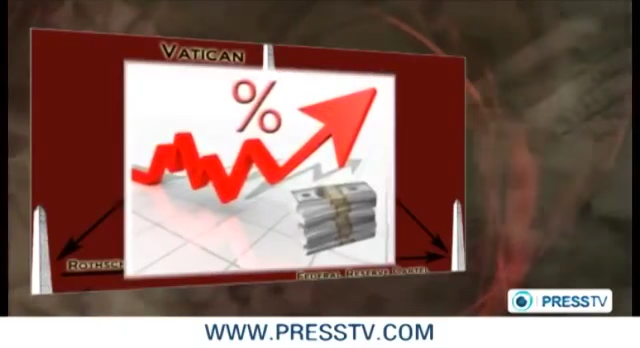 VATICAN
%
FEDERAL RESERVE CARTEL
PRESSTV
WWW.PRESSTV.COM